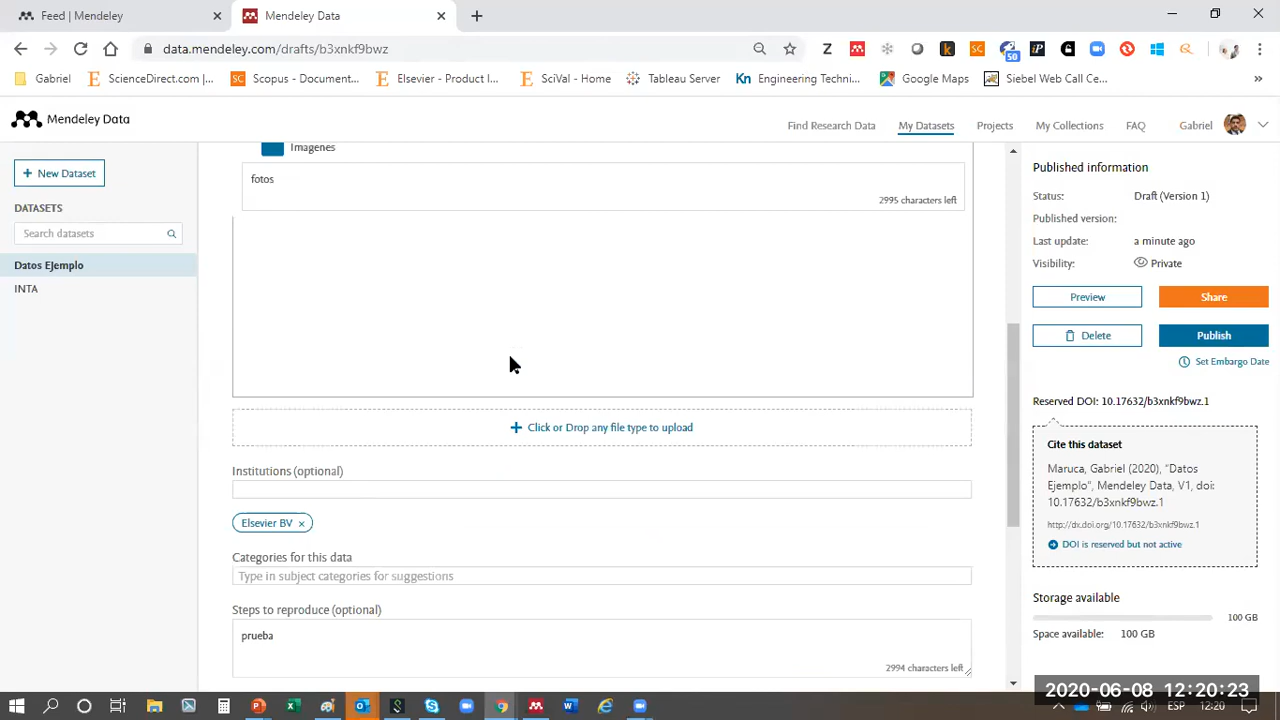 Feed | Mendeley
Mendeley Data
data.mendeley.com/drafts/b3xnkf9bwz
50
Gabriel
ScienceDirect.com |...
Scopus - Documen...
Elsevier - Product I...
SciVal - Home
Tableau Server
Engineering Techni...
Google Maps
Siebel Web Call Ce...
Mendeley Data
Find Research Data
My Datasets
Projects
My Collections
FAQ
Gabriel
New Dataset
DATASETS
Search datasets
Datos EJemplo
INTA
Imagenes
fotos
2995 characters left
Click or Drop any file type to upload
Institutions (optional)
Elsevier BV ×
Categories for this data
Type in subject categories for suggestions
Steps to reproduce (optional)
prueba
2994 characters left
Published information
Status: Draft (Version 1)
Published version:
Last update: a minute ago
Visibility: Private
Preview
Share
Delete
Publish
Set Embargo Date
Reserved DOI: 10.17632/b3xnkf9bwz.1
Cite this dataset
Maruca, Gabriel (2020), “Datos
EJemplo”, Mendeley Data, V1, doi:
10.17632/b3xnkf9bwz.1
http://dx.doi.org/10.17632/b3xnkf9bwz.1
DOI is reserved but not active
Storage available
100 GB
Space available: 100 GB
2020-06-08 12:20:23
ESP
12:20